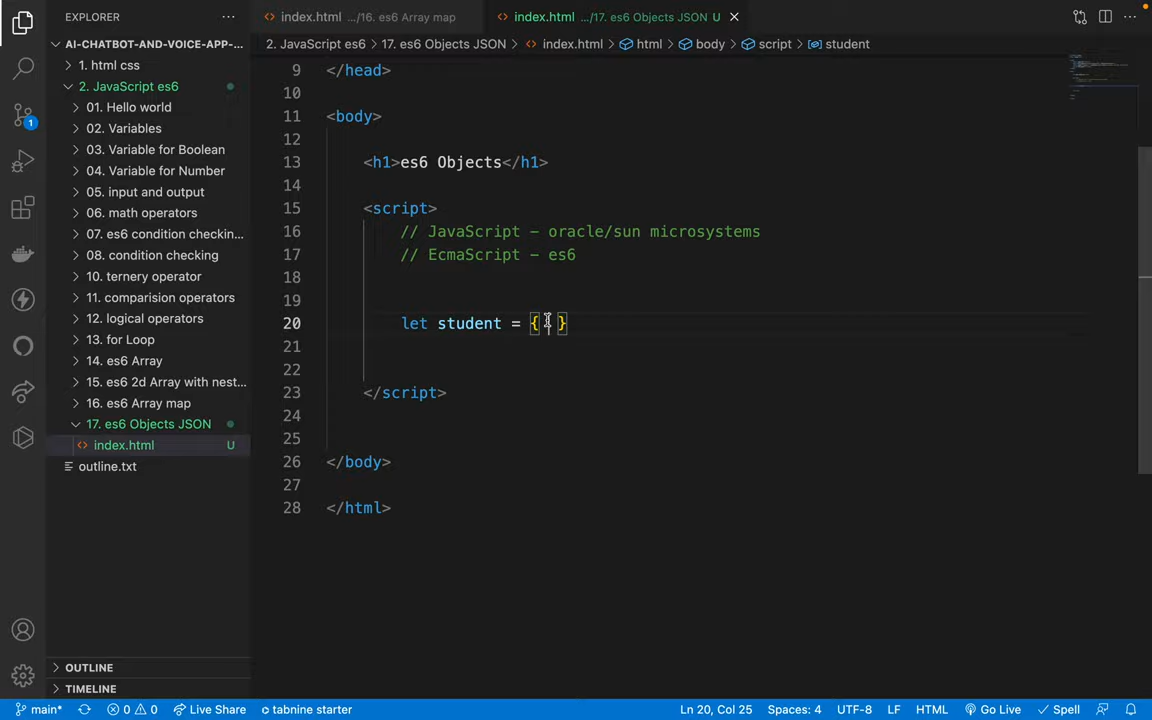 EXPLORER
index.html .../16. es6 Array map
index.html .../17. es6 Objects JSON U
AI-CHATBOT-AND-VOICE-APP-...
2. JavaScript es6 > 17. es6 Objects JSON > index.html > html > body > script > student
1. html css
2. JavaScript es6
01. Hello world
02. Variables
03. Variable for Boolean
04. Variable for Number
05. input and output
06. math operators
07. es6 condition checkin...
08. condition checking
10. ternery operator
11. comparision operators
12. logical operators
13. for Loop
14. es6 Array
15. es6 2d Array with nest...
16. es6 Array map
17. es6 Objects JSON
index.html U
outline.txt
OUTLINE
TIMELINE
9 </head>
10
11 <body>
12
13 <h1>es6 Objects</h1>
14
15 <script>
16 // JavaScript - oracle/sun microsystems
17 // EcmaScript - es6
18
19
20 let student = { }
21
22
23 </script>
24
25
26 </body>
27
28 </html>
1
main* 0 0 Live Share tabnine starter Ln 20, Col 25 Spaces: 4 UTF-8 LF HTML Go Live Spell